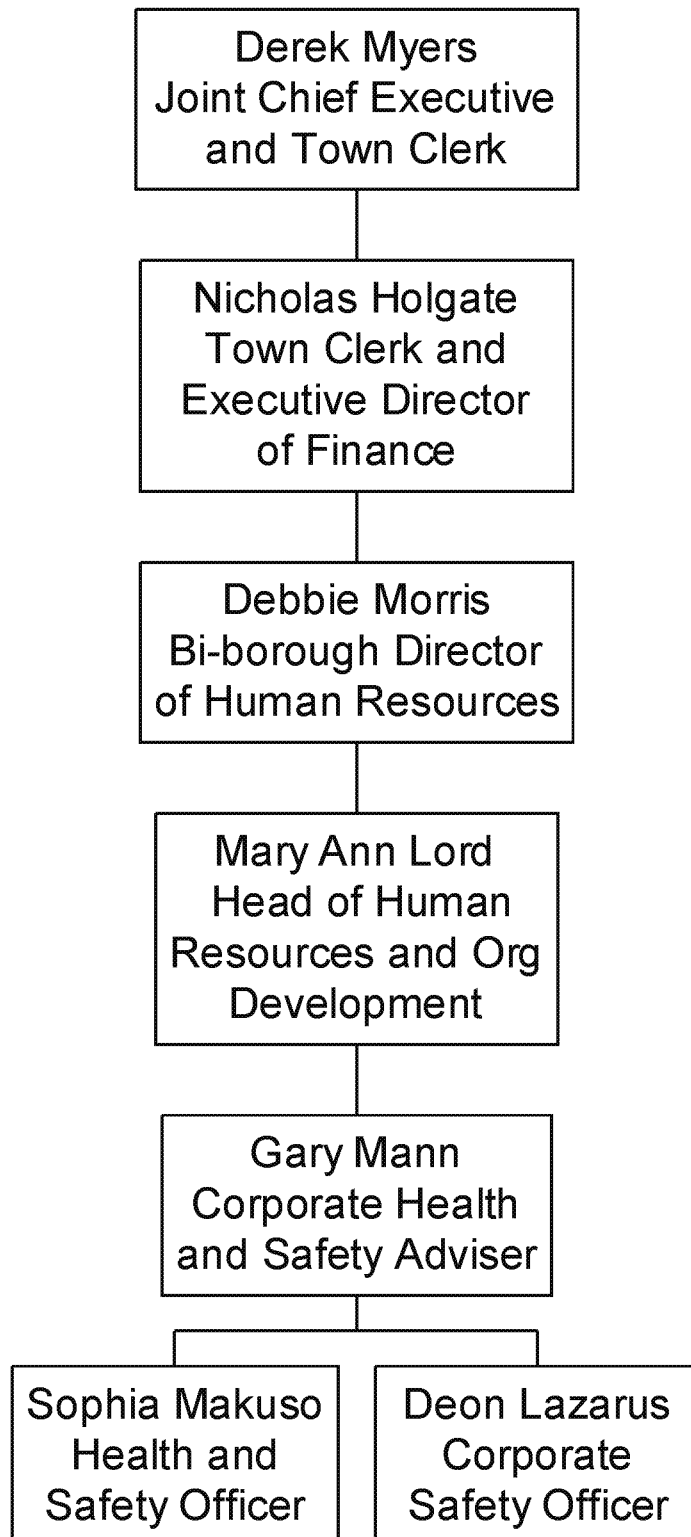 Derek Myers
Joint Chief Executive
and Town Clerk
Nicholas Holgate
Town Clerk and
Executive Director
of Finance
Debbie Morris
Bi-borough Director
of Human Resources
Mary Ann Lord
Head of Human
Resources and Org
Development
Gary Mann
Corporate Health
and Safety Adviser
Sophia Makuso
Health and
Safety Officer
Deon Lazarus
Corporate
Safety Officer